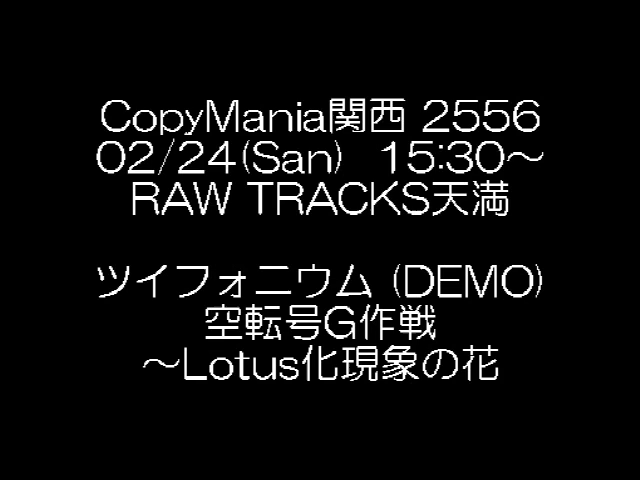 CopyMania関西 2556
02/24(San) 15:30～
RAW TRACKS天満
ツイフォニウム (DEMO)
空転号G作戦
～Lotus化現象の花